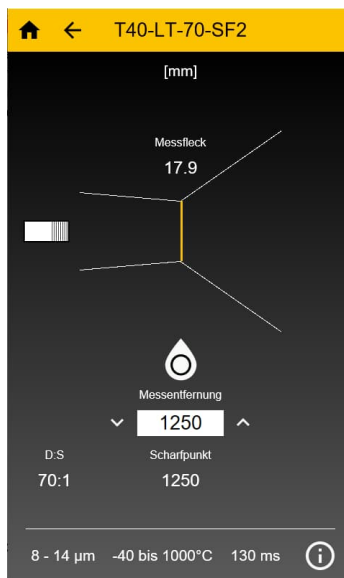 T40-LT-70-SF2
[mm]
Messfleck
17.9
Messentfernung
1250
D:S Scharfpunkt
70:1 1250
8 - 14 µm -40 bis 1000°C 130 ms